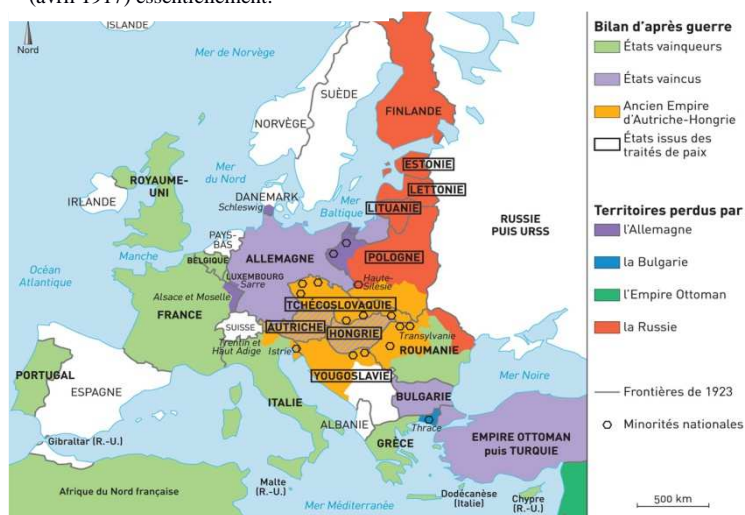 (avril 1917) essentiellement.
ISLANDE
Nord
Mer de Norvège
SUÈDE
FINLANDE
NORVÈGE
ESTONIE
Mer
du Nord
LETTONIE
ROYAUME-
UNI
DANEMARK
Schleswig
Mer
Baltique
LITUANIE
IRLANDE
RUSSIE
PUIS URSS
PAYS-
BAS
Manche
BELGIQUE
ALLEMAGNE
POLOGNE
Océan
Atlantique
LUXEMBOURG
Sarre
Haute-
Silésie
Alsace et Moselle
TCHÉCOSLOVAQUIE
FRANCE
SUISSE
AUTRICHE
HONGRIE
Transylvanie
Trentin et
Haut Adige
Istrie
ROUMANIE
YOUGOSLAVIE
PORTUGAL
ESPAGNE
ITALIE
Mer Noire
BULGARIE
ALBANIE
Thrace
Gibraltar (R.-U.)
GRÈCE
EMPIRE OTTOMAN
puis TURQUIE
Afrique du Nord française
Malte
(R.-U.)
Mer Méditerranée
Dodécanèse
(Italie)
Chypre
(R.-U.)
Bilan d'après guerre
États vainqueurs
États vaincus
Ancien Empire
d'Autriche-Hongrie
États issus des
traités de paix
Territoires perdus par
l'Allemagne
la Bulgarie
l'Empire Ottoman
la Russie
Frontières de 1923
Minorités nationales
500 km